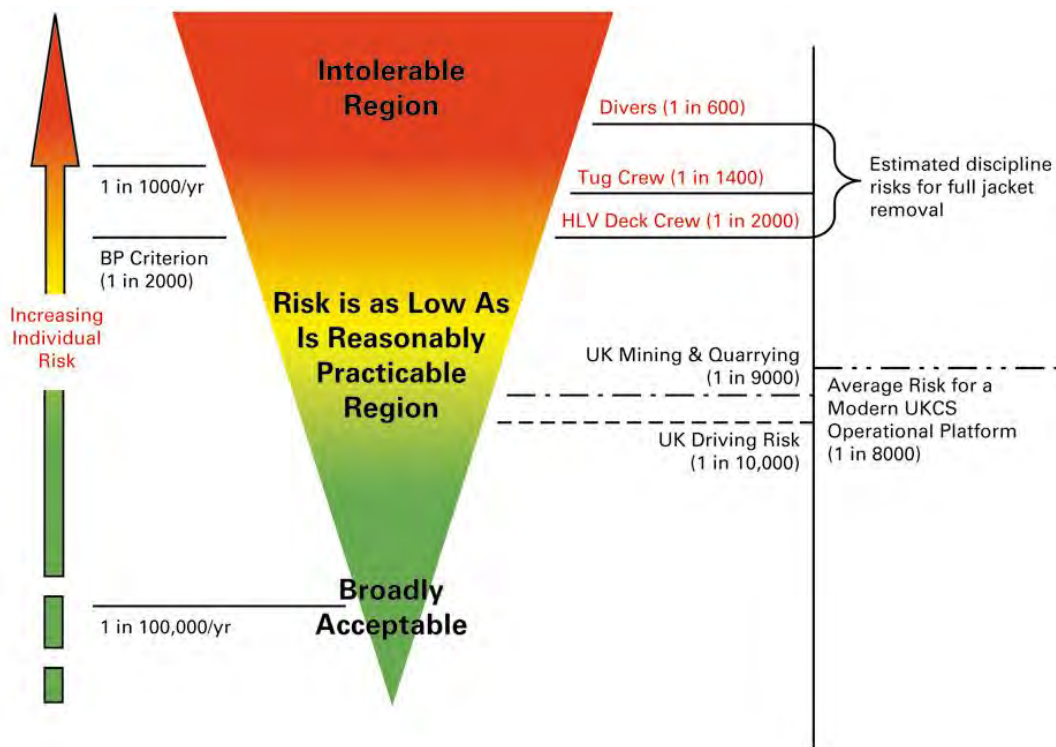 Intolerable
Region
Divers (1 in 600)
1 in 1000/yr
Tug Crew (1 in 1400)
Estimated discipline
risks for full jacket
removal
HLV Deck Crew (1 in 2000)
BP Criterion
(1 in 2000)
Increasing
Individual
Risk
Risk is as Low As
Is Reasonably
Practicable
Region
UK Mining & Quarrying
(1 in 9000)
Average Risk for a
Modern UKCS
Operational Platform
(1 in 8000)
UK Driving Risk
(1 in 10,000)
Broadly
Acceptable
1 in 100,000/yr